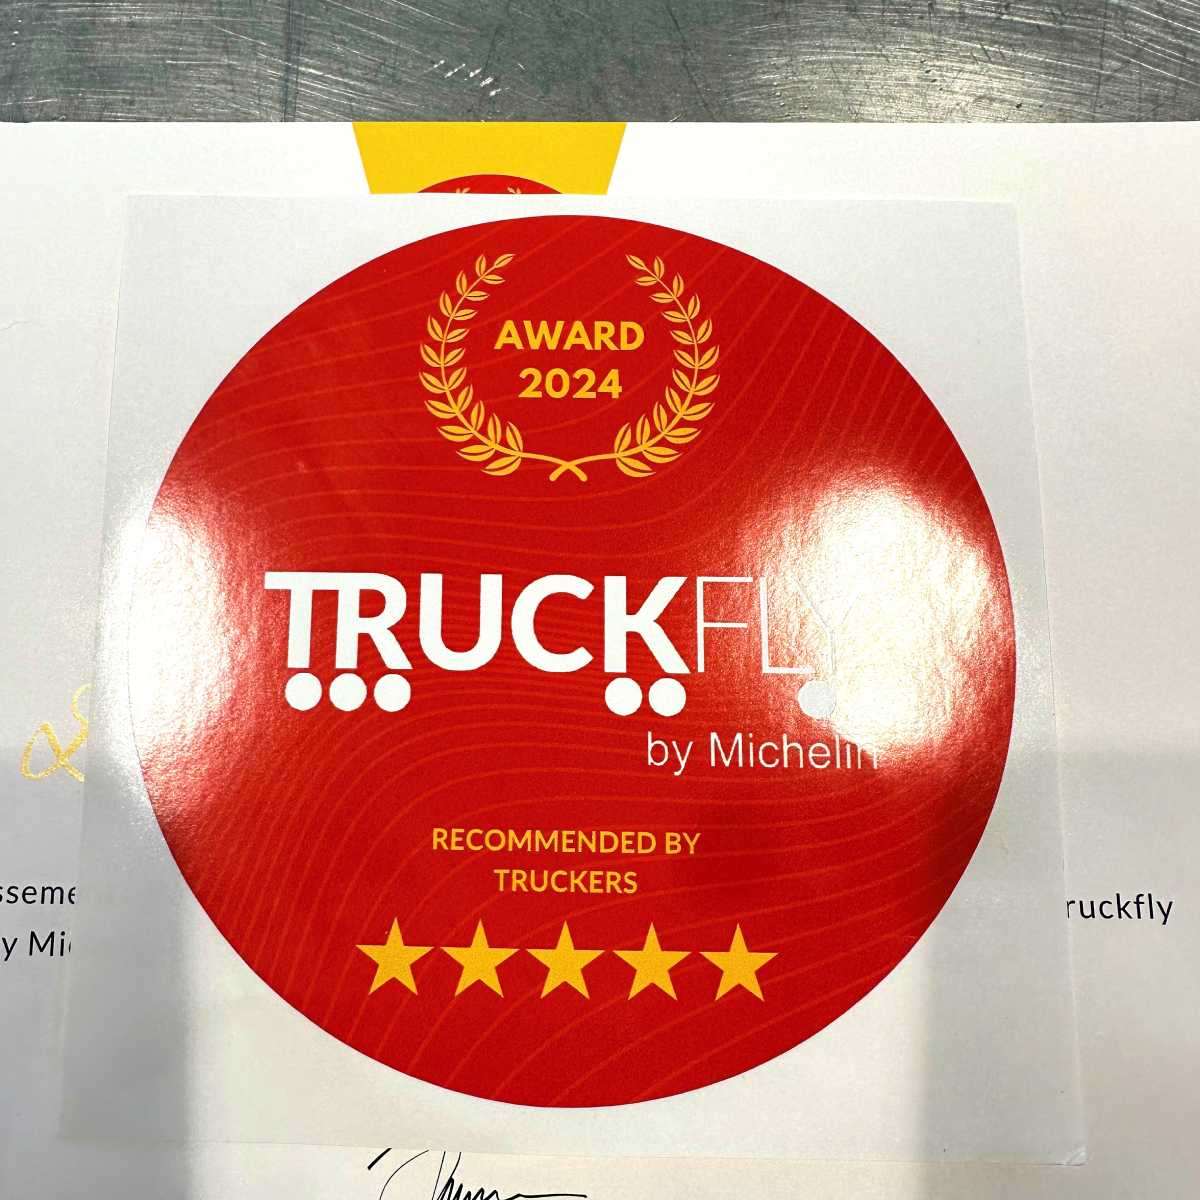 AWARD
2024
TRUCKFLY
by Michelin
RECOMMENDED BY
TRUCKERS
sseme
ruckfly
y Mi